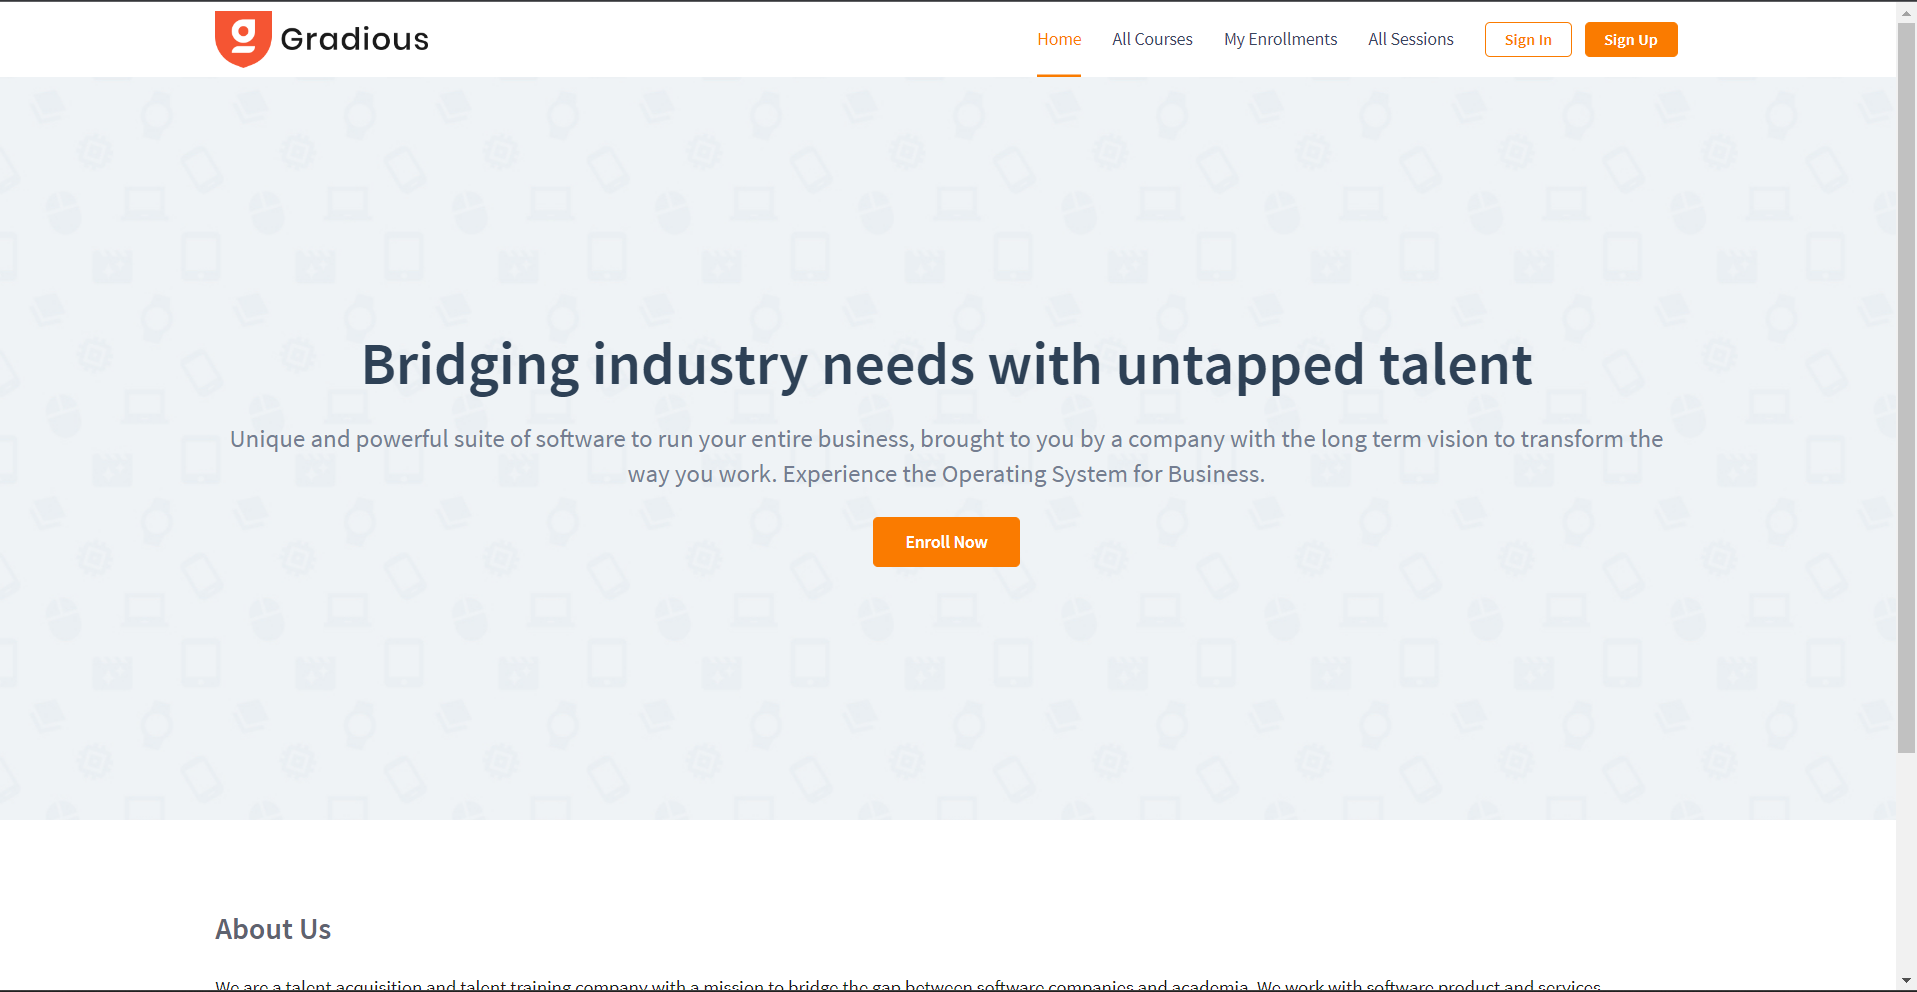 Gradious
Home
All Courses
My Enrollments
All Sessions
Sign In
Sign Up
Bridging industry needs with untapped talent
Unique and powerful suite of software to run your entire business, brought to you by a company with the long term vision to transform the
way you work. Experience the Operating System for Business.
Enroll Now
About Us
We are a talent acquisition and talent training company with a mission to bridge the gap between software companies and academia. We work with software product and services